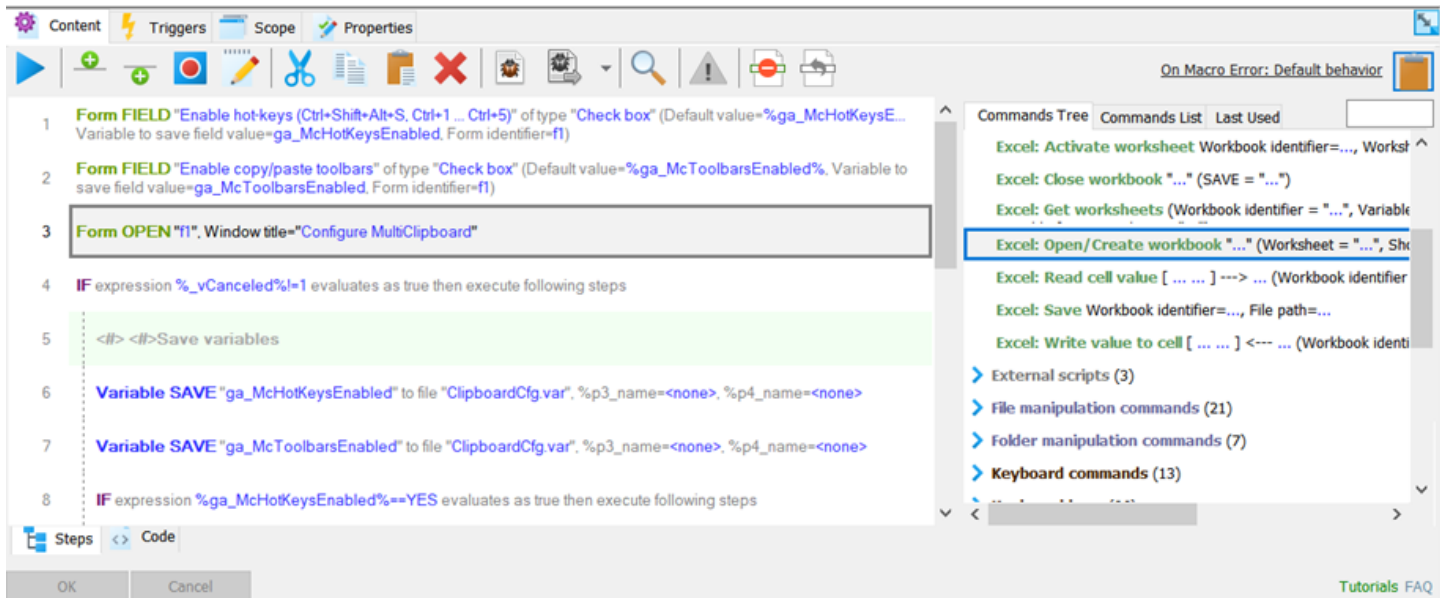 Content Triggers Scope Properties
On Macro Error: Default behavior
1 Form FIELD "Enable hot-keys (Ctrl+Shift+Alt+S, Ctrl+1 ... Ctrl+5)" of type "Check box" (Default value=%ga_McHotKeysE...
Variable to save field value=ga_McHotKeysEnabled, Form identifier=f1)
2 Form FIELD "Enable copy/paste toolbars" of type "Check box" (Default value=%ga_McToolbarsEnabled%, Variable to
save field value=ga_McToolbarsEnabled, Form identifier=f1)
3 Form OPEN "f1", Window title="Configure MultiClipboard"
4 IF expression %_vCanceled%!=1 evaluates as true then execute following steps
5 <#> <#>Save variables
6 Variable SAVE "ga_McHotKeysEnabled" to file "ClipboardCfg.var", %p3_name=<none>, %p4_name=<none>
7 Variable SAVE "ga_McToolbarsEnabled" to file "ClipboardCfg.var", %p3_name=<none>, %p4_name=<none>
8 IF expression %ga_McHotKeysEnabled%==YES evaluates as true then execute following steps
Commands Tree Commands List Last Used
Excel: Activate worksheet Workbook identifier=..., Worksh
Excel: Close workbook "..." (SAVE = "...")
Excel: Get worksheets (Workbook identifier = "...", Variable
Excel: Open/Create workbook "..." (Worksheet = "...", Sho
Excel: Read cell value [ ... ... ] ---> ... (Workbook identifier
Excel: Save Workbook identifier=..., File path=...
Excel: Write value to cell [ ... ... ] <--- ... (Workbook identi
External scripts (3)
File manipulation commands (21)
Folder manipulation commands (7)
Keyboard commands (13)
Steps Code
OK Cancel
Tutorials FAQ